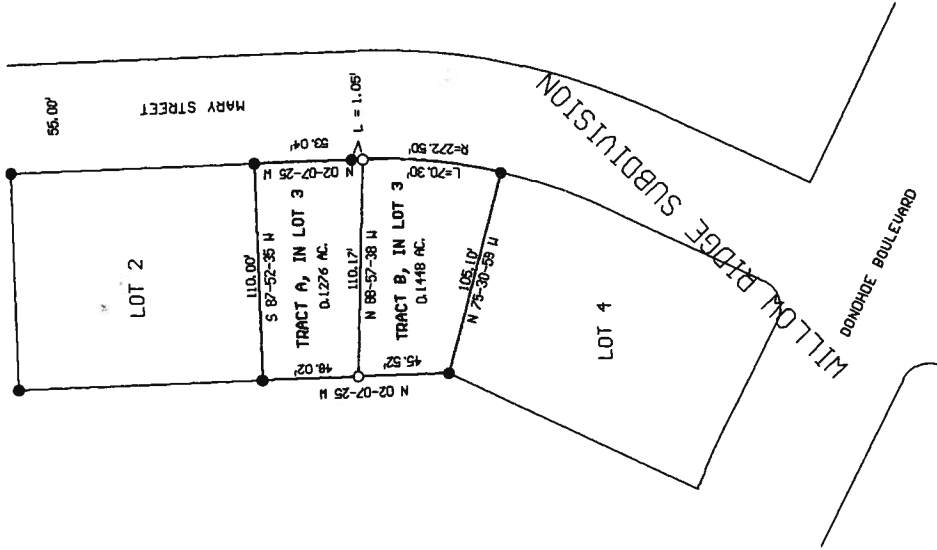 55.00'
MARY STREET
LOT 2
110.00'
S 87-52-35 W
TRACT A, IN LOT 3
0.1276 AC.
48.02'
53.04'
N 02-07-25 W
L = 1.05'
110.17'
N 88-57-38 W
TRACT B, IN LOT 3
0.1448 AC.
45.52'
N 02-07-25 W
L=70.30'
R=272.50'
105.10'
N 75-30-59 W
LOT 4
WILLOW RIDGE SUBDIVISION
DONOHOE BOULEVARD